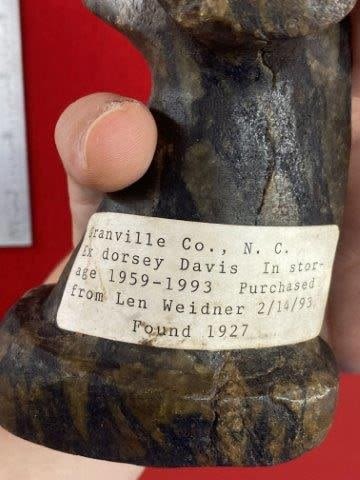 Granville Co., N. C.
Ex dorsey Davis In stor-
age 1959-1993 Purchased
from Len Weidner 2/14/93
Found 1927